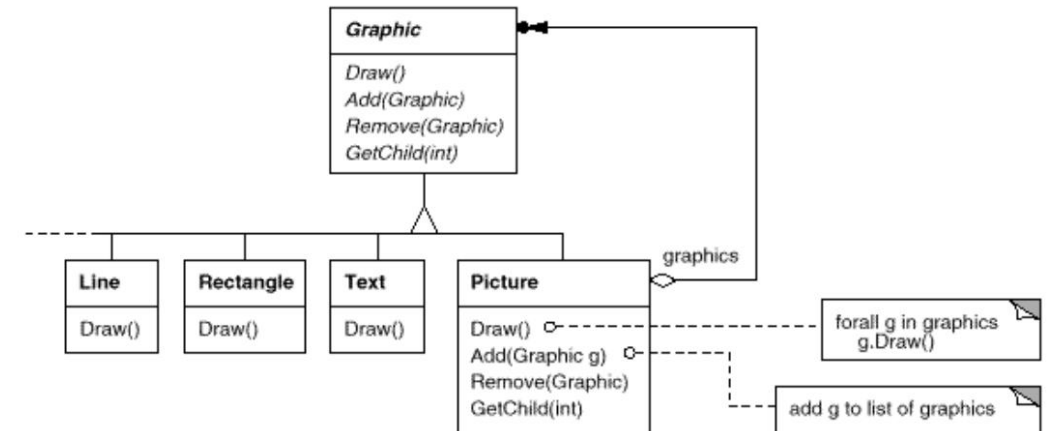 Graphic
Draw()
Add(Graphic)
Remove(Graphic)
GetChild(int)
graphics
Line
Draw()
Rectangle
Draw()
Text
Draw()
Picture
Draw()
Add(Graphic g)
Remove(Graphic)
GetChild(int)
forall g in graphics
g.Draw()
add g to list of graphics